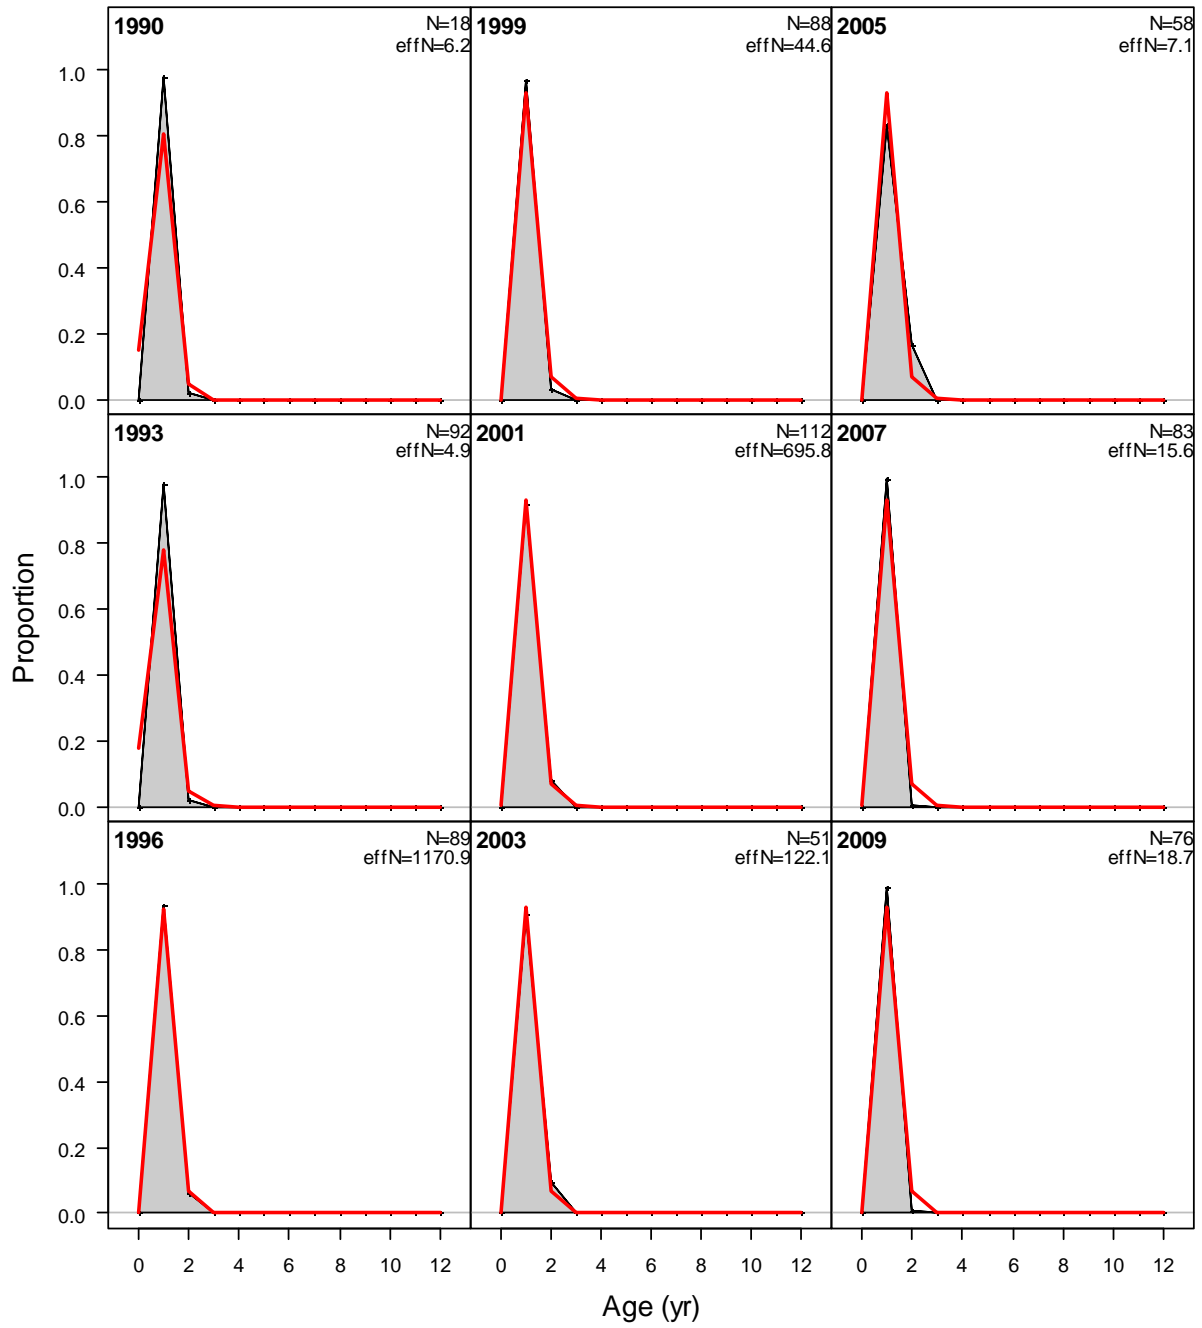 1990
N=18
effN=6.2
1999
N=88
effN=44.6
2005
N=58
effN=7.1
1.0
0.8
0.6
0.4
0.2
0.0
1993
N=92
effN=4.9
2001
N=112
effN=695.8
2007
N=83
effN=15.6
1.0
0.8
0.6
0.4
0.2
0.0
1996
N=89
effN=1170.9
2003
N=51
effN=122.1
2009
N=76
effN=18.7
1.0
0.8
0.6
0.4
0.2
0.0
Proportion
0 2 4 6 8 10 12
0 2 4 6 8 10 12
0 2 4 6 8 10 12
Age (yr)